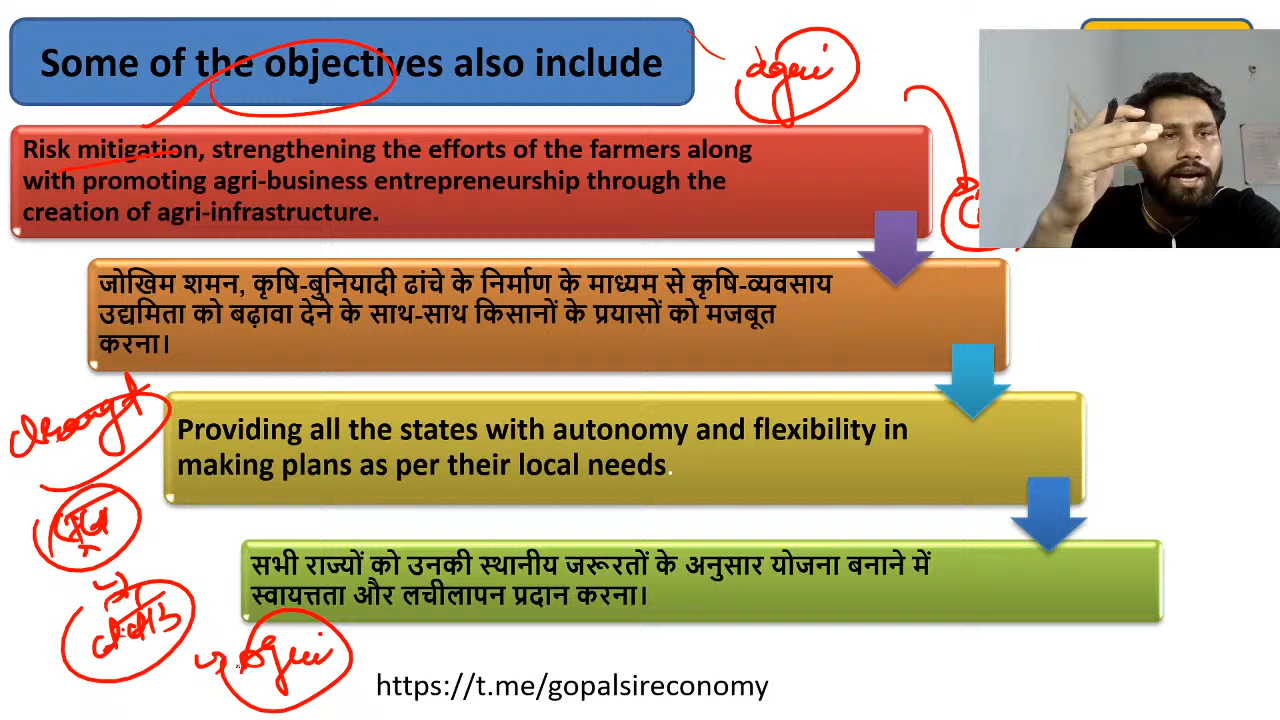 Some of the objectives also include
agri
Risk mitigation, strengthening the efforts of the farmers along
with promoting agri-business entrepreneurship through the
creation of agri-infrastructure.
जोखिम शमन, कृषि-बुनियादी ढांचे के निर्माण के माध्यम से कृषि-व्यवसाय
उद्यमिता को बढ़ावा देने के साथ-साथ किसानों के प्रयासों को मजबूत
करना।
Providing all the states with autonomy and flexibility in
making plans as per their local needs.
सभी राज्यों को उनकी स्थानीय जरूरतों के अनुसार योजना बनाने में
स्वायत्तता और लचीलापन प्रदान करना।
agri
https://t.me/gopalsireconomy